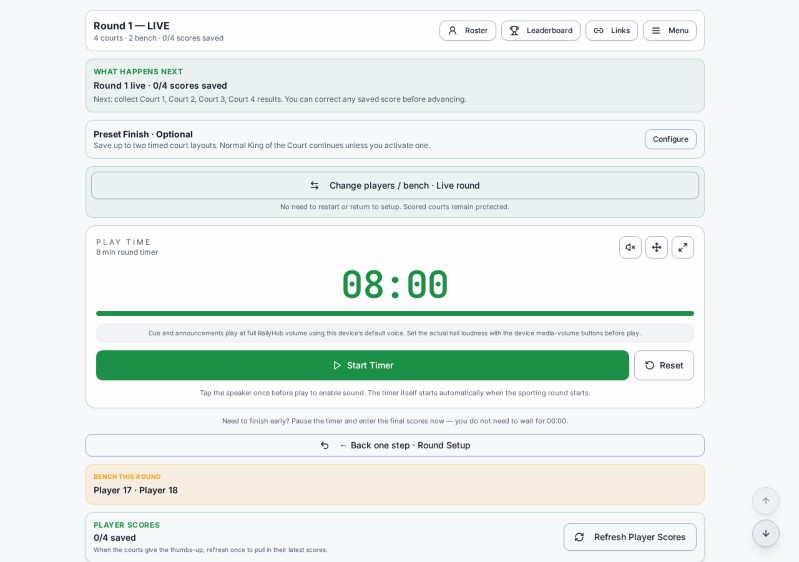 Round 1 — LIVE
4 courts · 2 bench · 0/4 scores saved
Roster
Leaderboard
Links
Menu
WHAT HAPPENS NEXT
Round 1 live · 0/4 scores saved
Next: collect Court 1, Court 2, Court 3, Court 4 results. You can correct any saved score before advancing.
Preset Finish · Optional
Save up to two timed court layouts. Normal King of the Court continues unless you activate one.
Configure
Change players / bench · Live round
No need to restart or return to setup. Scored courts remain protected.
PLAY TIME
8 min round timer
08:00
Cue and announcements play at full RallyHub volume using this device's default voice. Set the actual hall loudness with the device media-volume buttons before play.
Start Timer
Reset
Tap the speaker once before play to enable sound. The timer itself starts automatically when the sporting round starts.
Need to finish early? Pause the timer and enter the final scores now — you do not need to wait for 00:00.
← Back one step · Round Setup
BENCH THIS ROUND
Player 17 · Player 18
PLAYER SCORES
0/4 saved
When the courts give the thumbs-up, refresh once to pull in their latest scores.
Refresh Player Scores